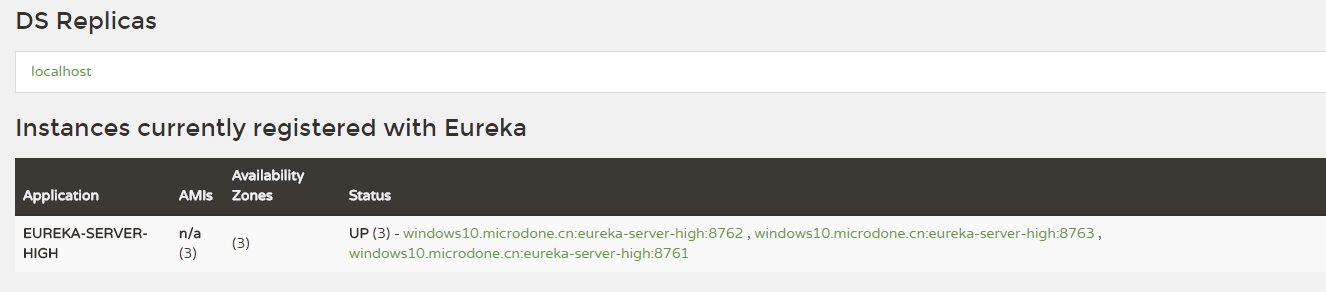 DS Replicas
localhost
Instances currently registered with Eureka
Application AMIs Availability Zones Status
EUREKA-SERVER-HIGH n/a (3) (3) UP (3) - windows10.microdone.cn:eureka-server-high:8762 , windows10.microdone.cn:eureka-server-high:8763 ,
windows10.microdone.cn:eureka-server-high:8761